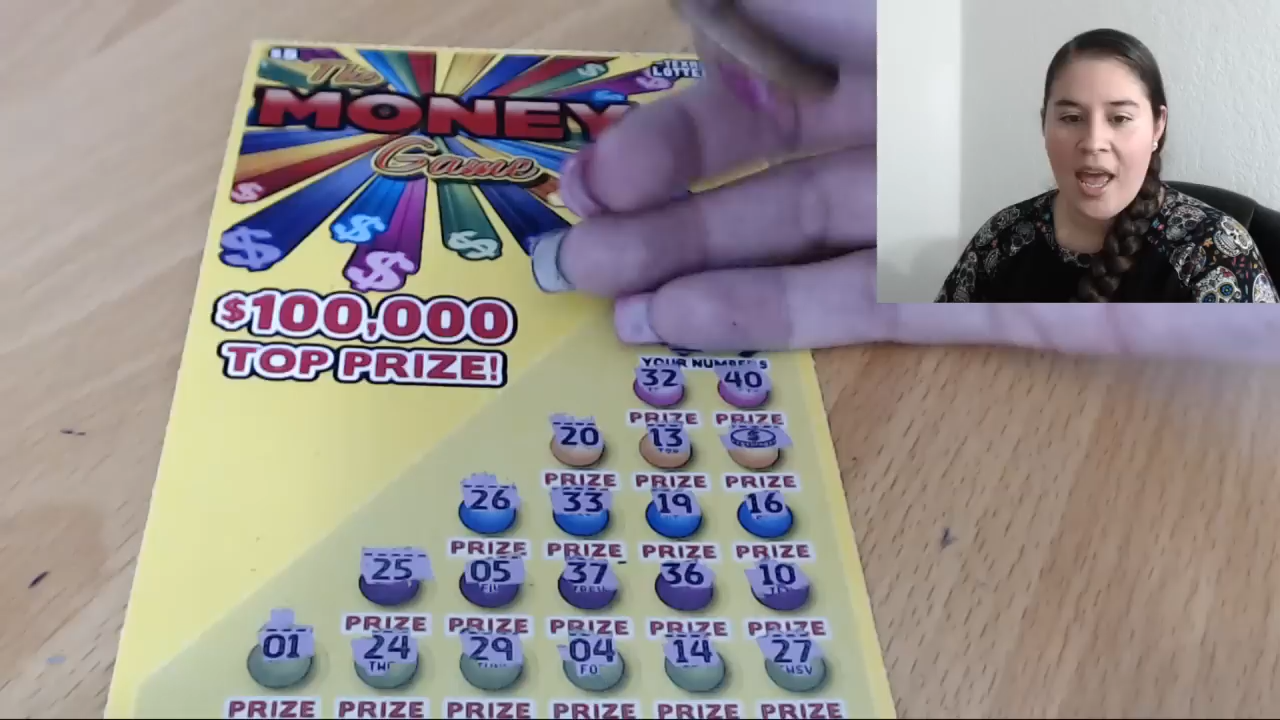 The
MONEY
Game
$100,000
TOP PRIZE!
YOUR NUMBERS
32 40
PRIZE PRIZE
20 13
PRIZE PRIZE PRIZE
26 33 19 16
PRIZE PRIZE PRIZE PRIZE
25 05 37 36 10
PRIZE PRIZE PRIZE PRIZE PRIZE
01 24 29 04 14 27
PRIZE PRIZE PRIZE PRIZE PRIZE PRIZE